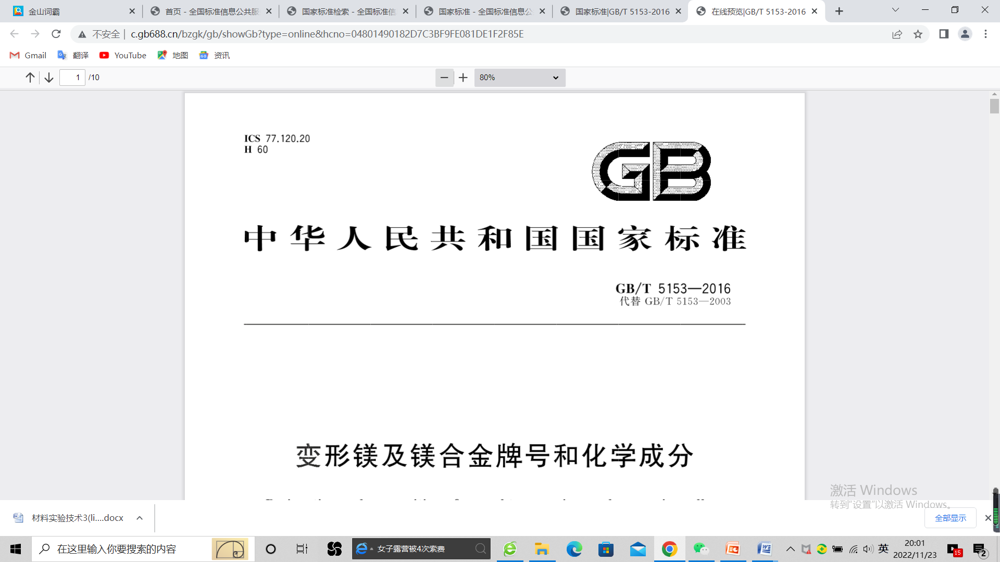 金山词霸
首页 - 全国标准信息公共服
国家标准检索 - 全国标准信
国家标准 - 全国标准信息公
国家标准|GB/T 5153-2016
在线预览|GB/T 5153-2016
不安全 | c.gb688.cn/bzgk/gb/showGb?type=online&hcno=04801490182D7C3BF9FE081DE1F2F85E
Gmail
翻译
YouTube
地图
资讯
1 /10
80%
ICS 77.120.20
H 60
GB
中华人民共和国国家标准
GB/T 5153—2016
代替 GB/T 5153—2003
变形镁及镁合金牌号和化学成分
激活 Windows
转到"设置"以激活 Windows。
材料实验技术3(li....docx
全部显示
在这里输入你要搜索的内容
女子露营被4次索费
英
20:01
2022/11/23
15
2